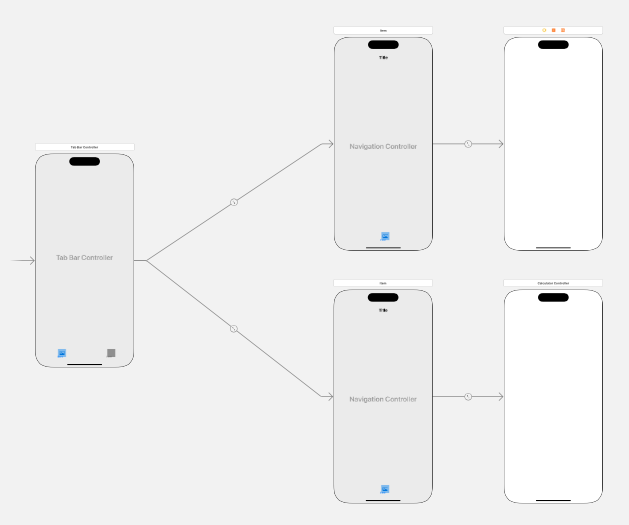 Tab Bar Controller
Tab Bar Controller
Item
Title
Navigation Controller
Item
Title
Navigation Controller
Calculator Controller